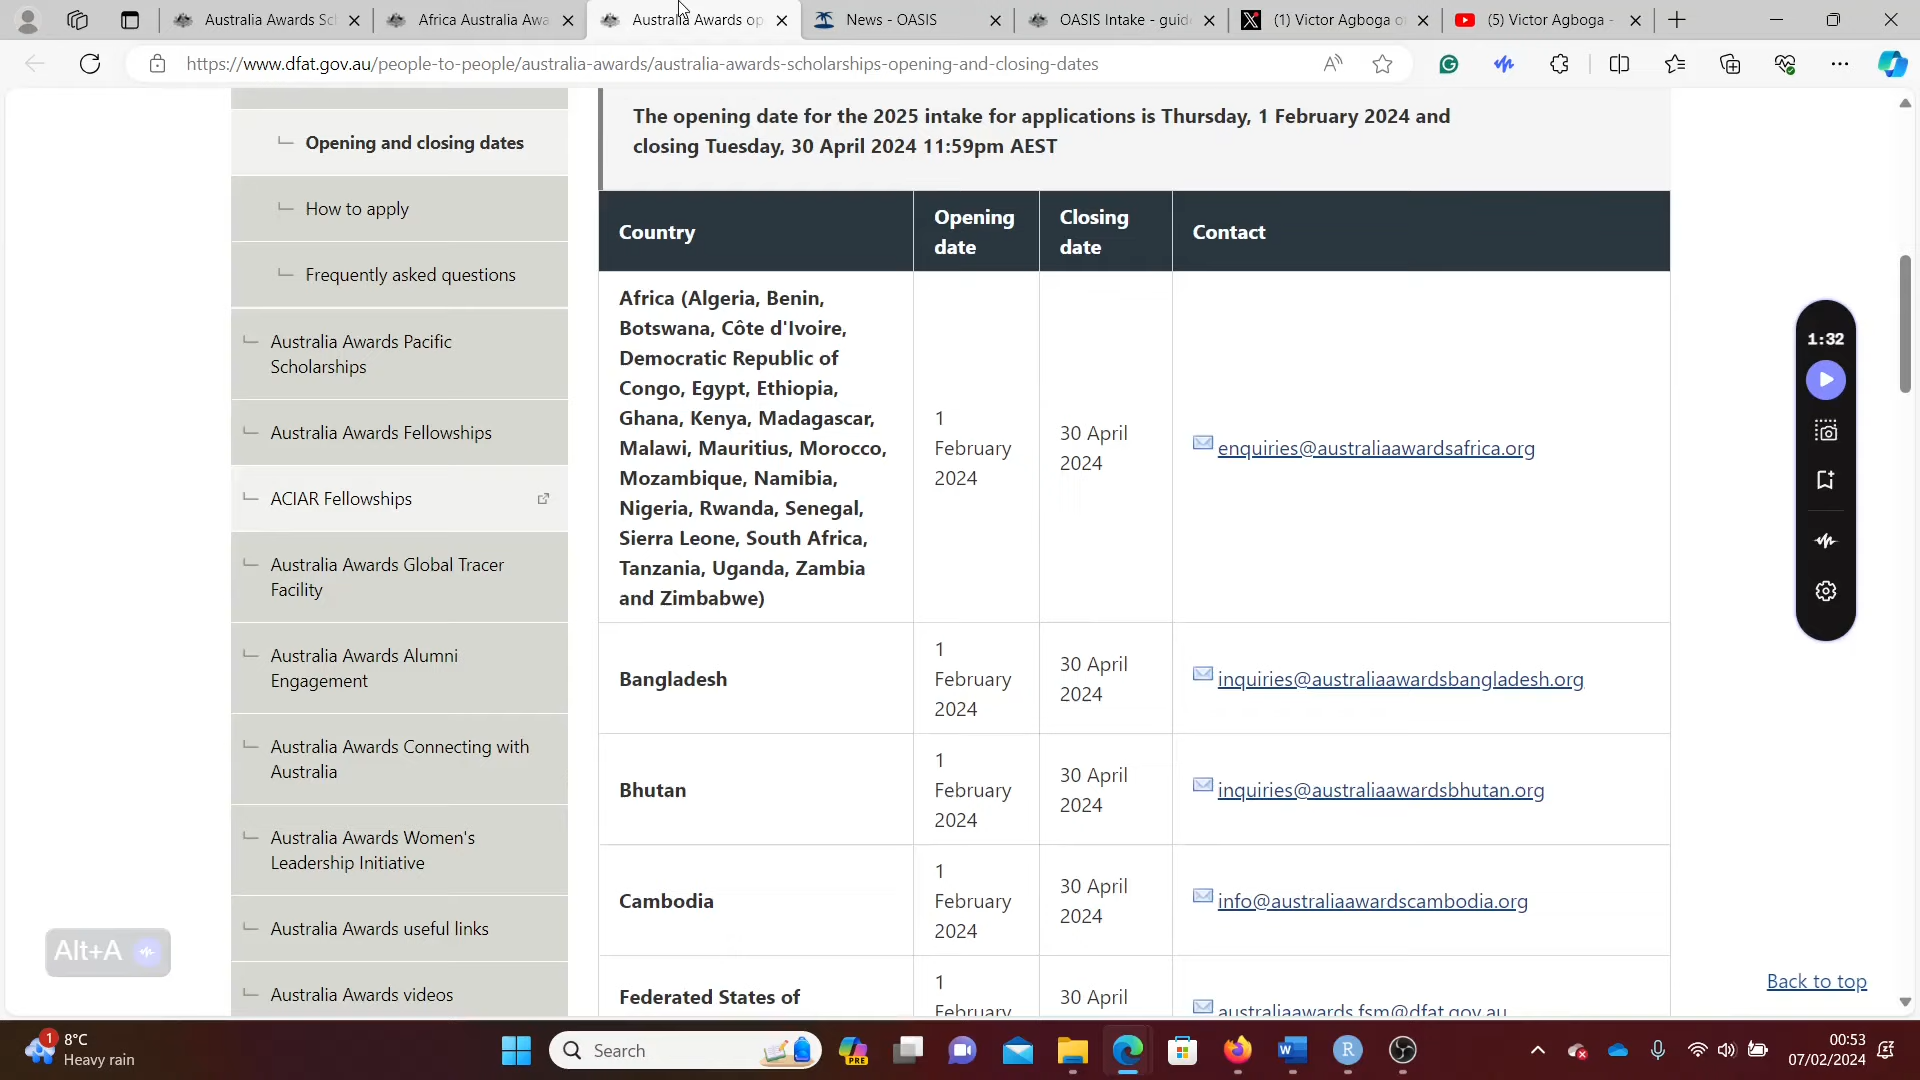 Australia Awards Sc
Africa Australia Awa
Australia Awards op
News - OASIS
OASIS Intake - guid
(1) Victor Agboga o
(5) Victor Agboga -
https://www.dfat.gov.au/people-to-people/australia-awards/australia-awards-scholarships-opening-and-closing-dates
The opening date for the 2025 intake for applications is Thursday, 1 February 2024 and
closing Tuesday, 30 April 2024 11:59pm AEST
Opening and closing dates
How to apply
Frequently asked questions
Australia Awards Pacific
Scholarships
Australia Awards Fellowships
ACIAR Fellowships
Australia Awards Global Tracer
Facility
Australia Awards Alumni
Engagement
Australia Awards Connecting with
Australia
Australia Awards Women's
Leadership Initiative
Australia Awards useful links
Australia Awards videos
Country
Opening
date
Closing
date
Contact
Africa (Algeria, Benin,
Botswana, Côte d'Ivoire,
Democratic Republic of
Congo, Egypt, Ethiopia,
Ghana, Kenya, Madagascar,
Malawi, Mauritius, Morocco,
Mozambique, Namibia,
Nigeria, Rwanda, Senegal,
Sierra Leone, South Africa,
Tanzania, Uganda, Zambia
and Zimbabwe)
1
February
2024
30 April
2024
enquiries@australiaawardsafrica.org
Bangladesh
1
February
2024
30 April
2024
inquiries@australiaawardsbangladesh.org
Bhutan
1
February
2024
30 April
2024
inquiries@australiaawardsbhutan.org
Cambodia
1
February
2024
30 April
2024
info@australiaawardscambodia.org
Federated States of
1
February
30 April
australiaawards.fsm@dfat.gov.au
1:32
Alt+A
Back to top
1
8°C
Heavy rain
Search
PRE
00:53
07/02/2024